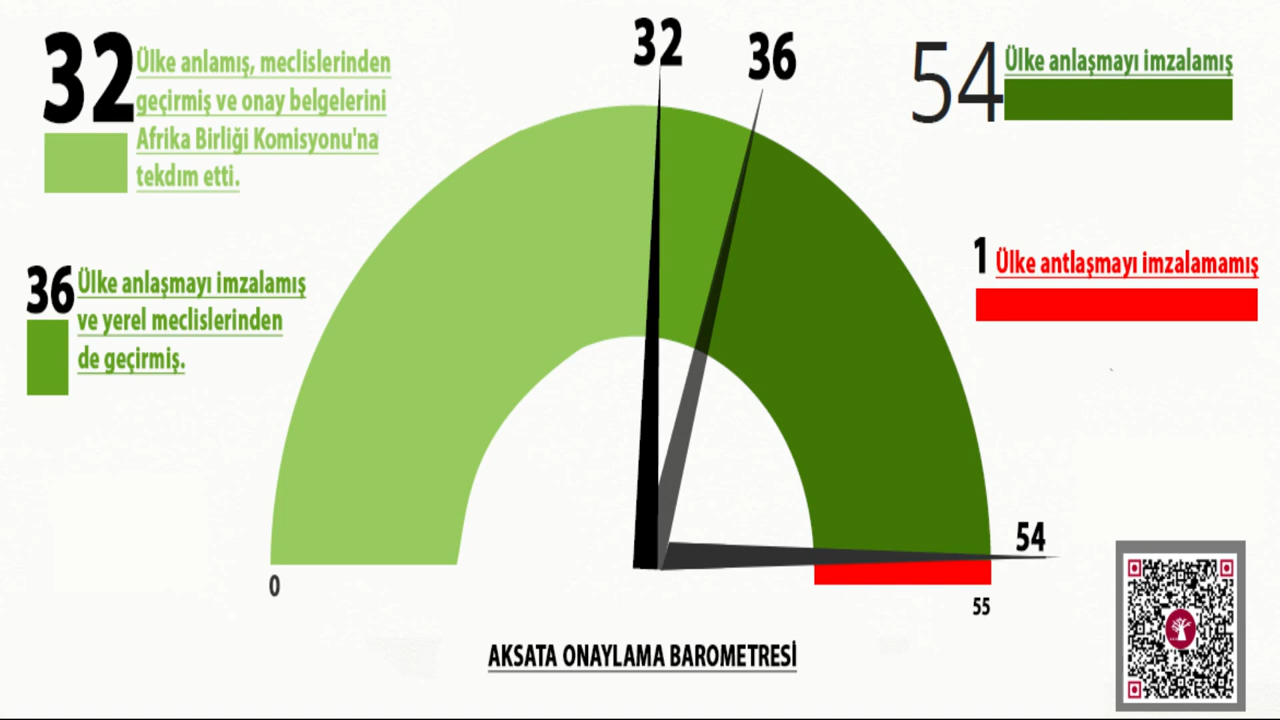 32
Ülke anlamış, meclislerinden
geçirmiş ve onay belgelerini
Afrika Birliği Komisyonu'na
tekdım etti.
36
Ülke anlaşmayı imzalamış
ve yerel meclislerinden
de geçirmiş.
32
36
54
Ülke anlaşmayı imzalamış
1
Ülke antlaşmayı imzalamamış
54
0
55
AKSATA ONAYLAMA BAROMETRESİ